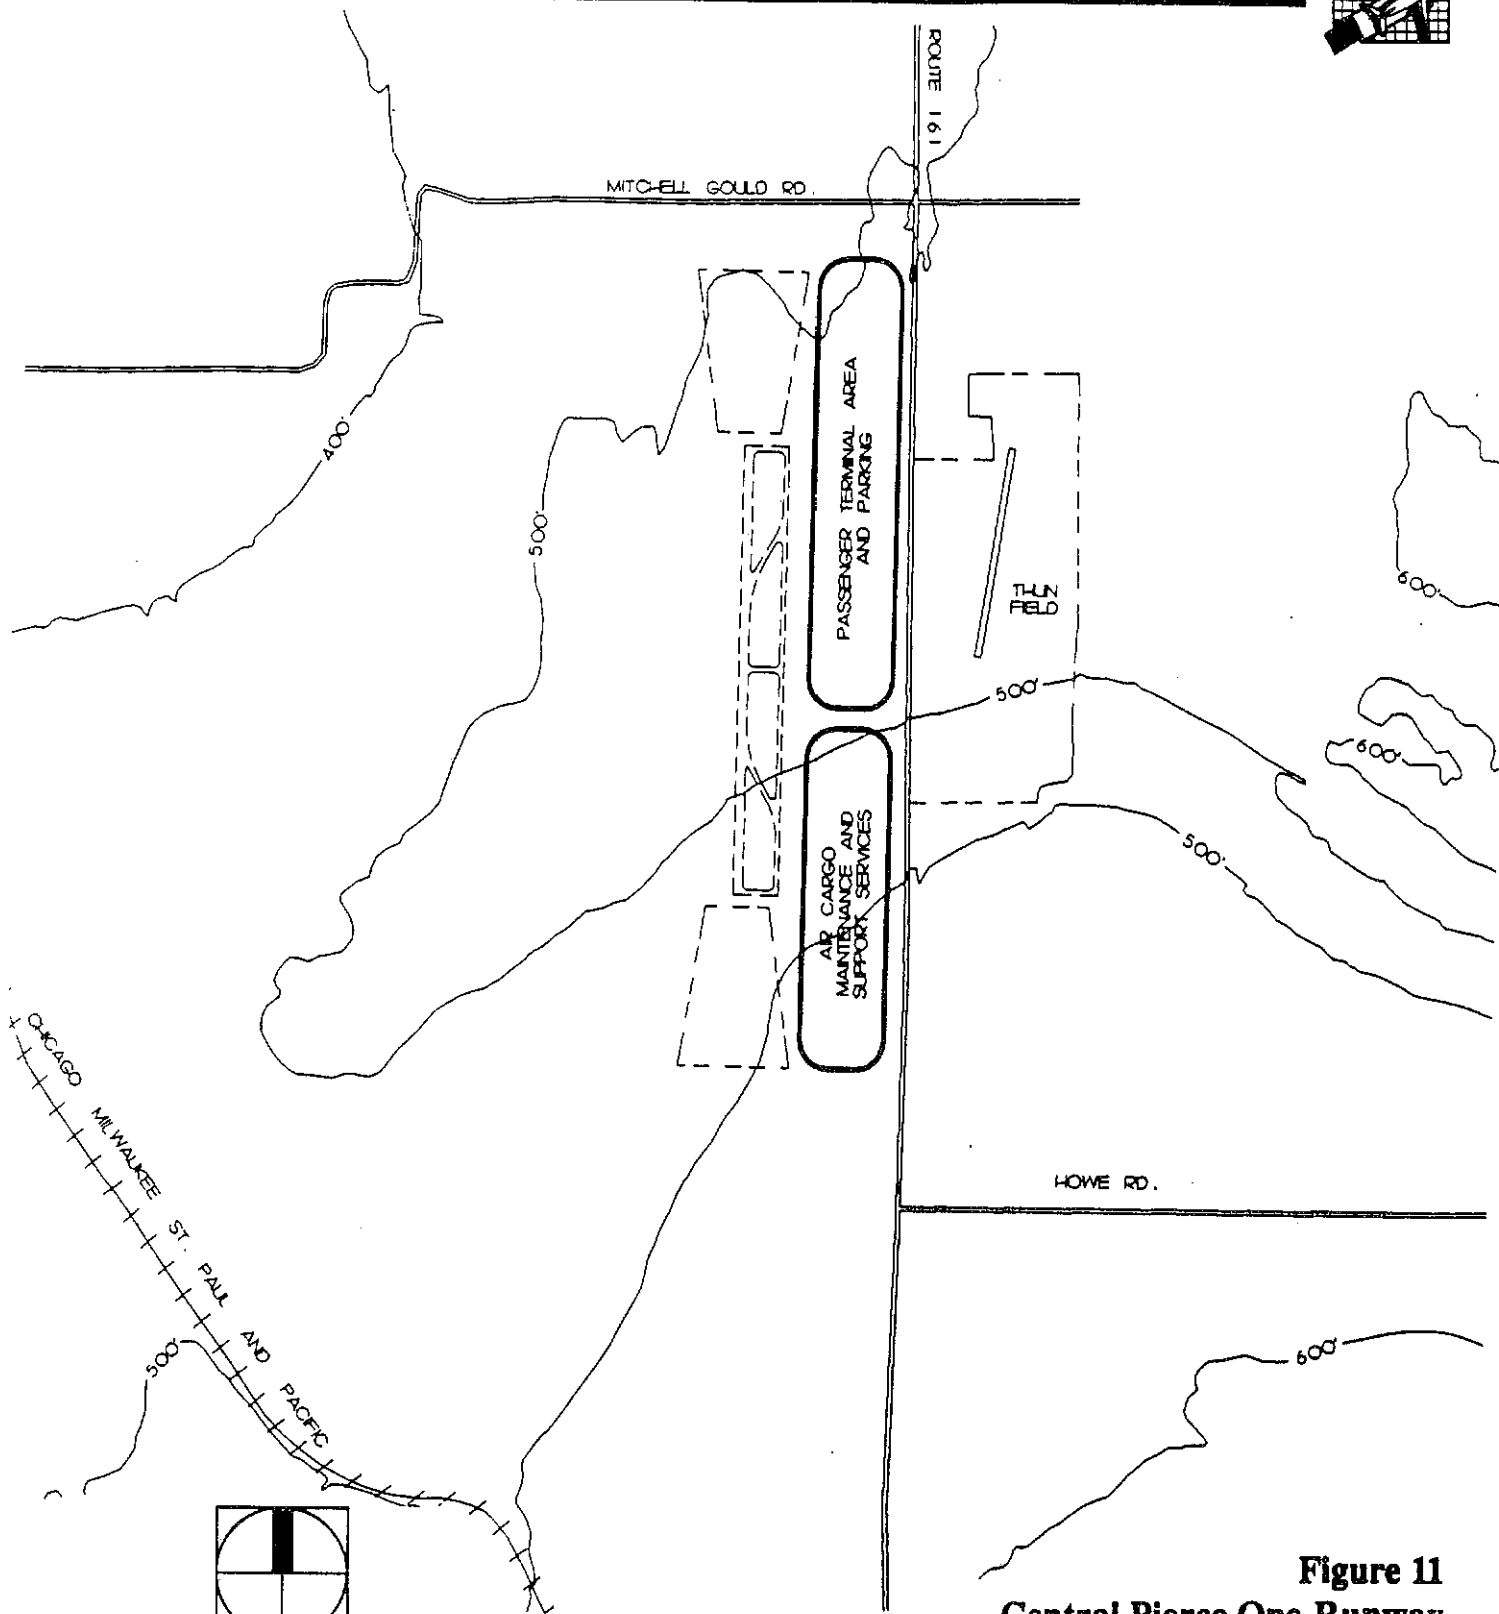 ROUTE 161
MITCHELL GOULD RD.
400'
500'
PASSENGER TERMINAL AREA
AND PARKING
THUN
FIELD
600'
500'
600'
500'
AIR CARGO
MAINTENANCE AND
SUPPORT SERVICES
CHICAGO MILWAUKEE ST. PAUL AND PACIFIC
HOWE RD.
500'
600'
Figure 11
Central Pierce One Runway